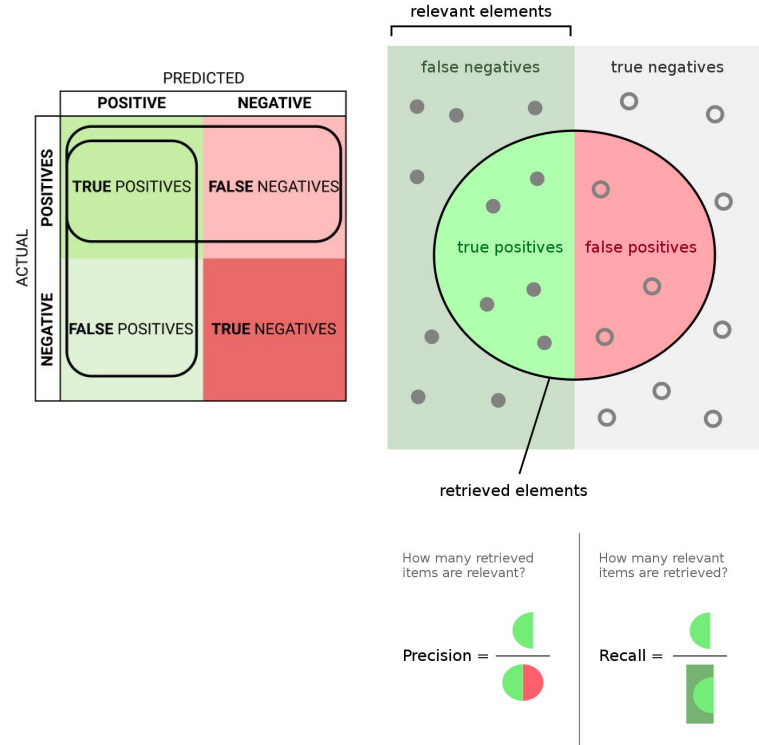 PREDICTED
POSITIVE NEGATIVE
ACTUAL
POSITIVES
TRUE POSITIVES FALSE NEGATIVES
NEGATIVE
FALSE POSITIVES TRUE NEGATIVES
relevant elements
false negatives true negatives
true positives false positives
retrieved elements
How many retrieved
items are relevant?
Precision =
How many relevant
items are retrieved?
Recall =